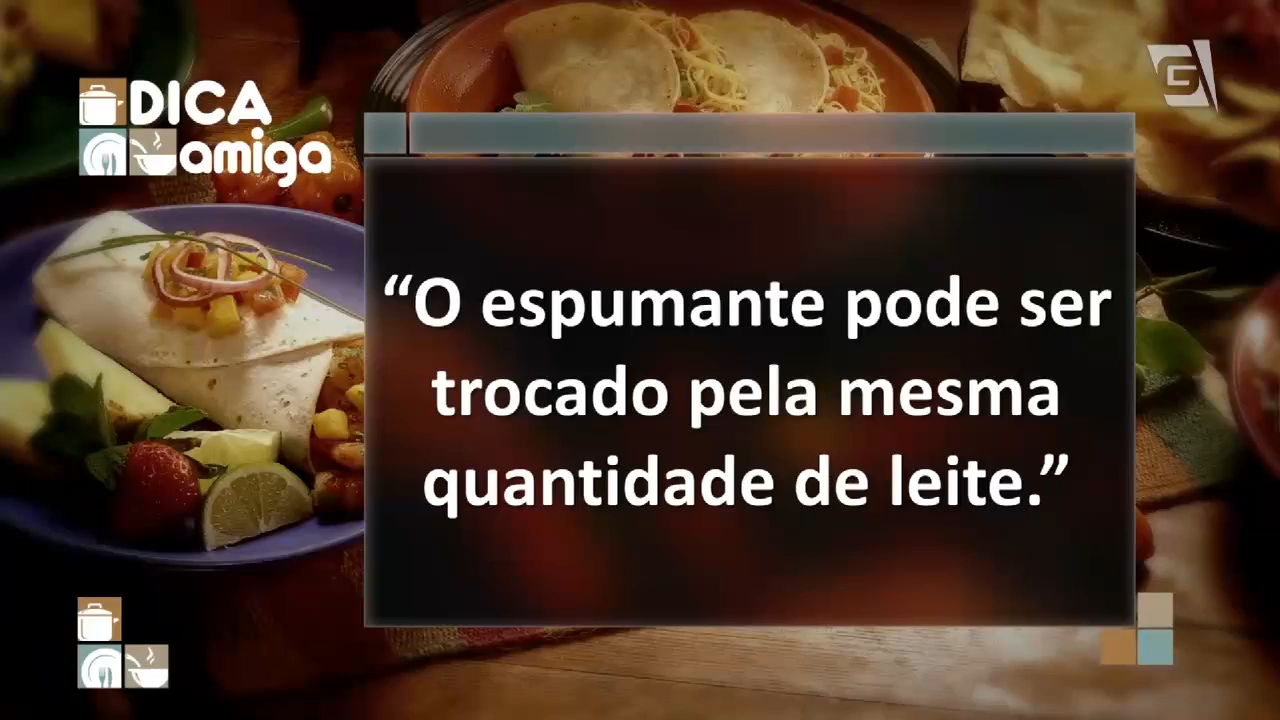 DICA
amiga
G
“O espumante pode ser
trocado pela mesma
quantidade de leite.”